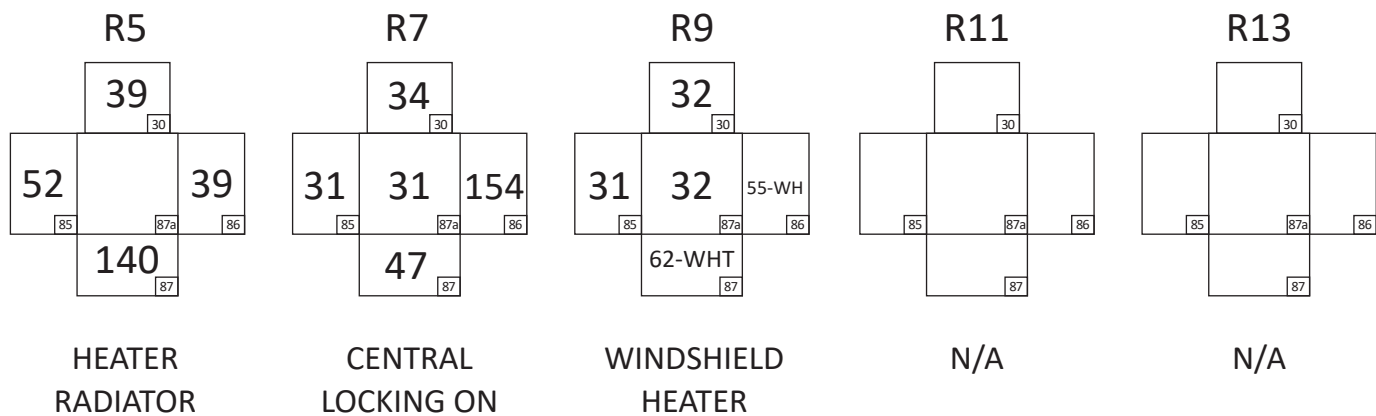 R5 R7 R9 R11 R13
39 34 32
30 30 30 30 30
52 39 31 31 154 31 32 55-WH
85 87a 86 85 87a 86 85 87a 86 85 87a 86 85 87a 86
140 47 62-WHT
87 87 87 87 87
HEATER CENTRAL WINDSHIELD N/A N/A
RADIATOR LOCKING ON HEATER